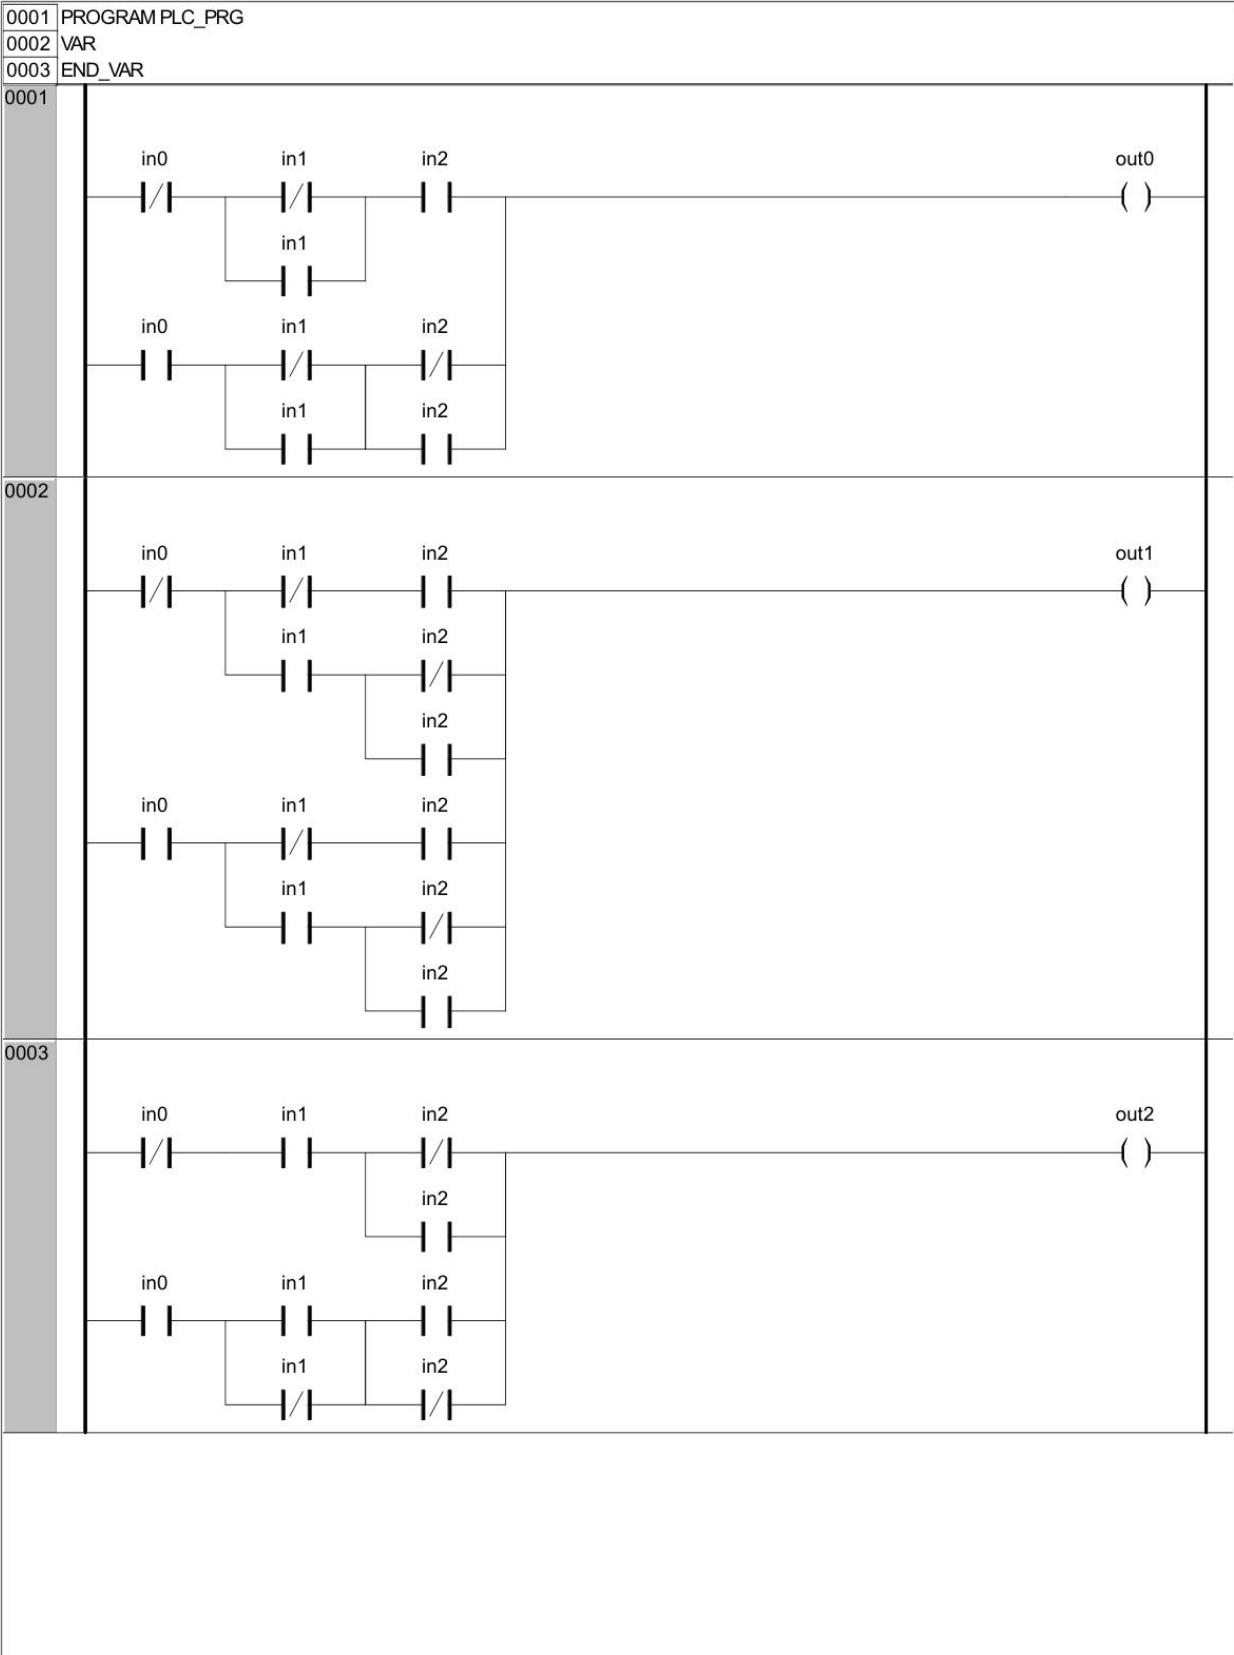 0001 PROGRAM PLC_PRG
0002 VAR
0003 END_VAR
0001
in0 in1 in2 out0
in1
in0 in1 in2
in1 in2
0002
in0 in1 in2 out1
in1 in2
in2
in0 in1 in2
in1 in2
in2
0003
in0 in1 in2 out2
in2
in0 in1 in2
in1 in2